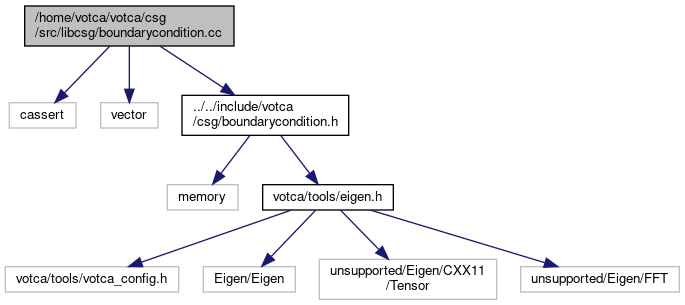 /home/votca/votca/csg
/src/libcsg/boundarycondition.cc
cassert
vector
../../include/votca
/csg/boundarycondition.h
memory
votca/tools/eigen.h
votca/tools/votca_config.h
Eigen/Eigen
unsupported/Eigen/CXX11
/Tensor
unsupported/Eigen/FFT